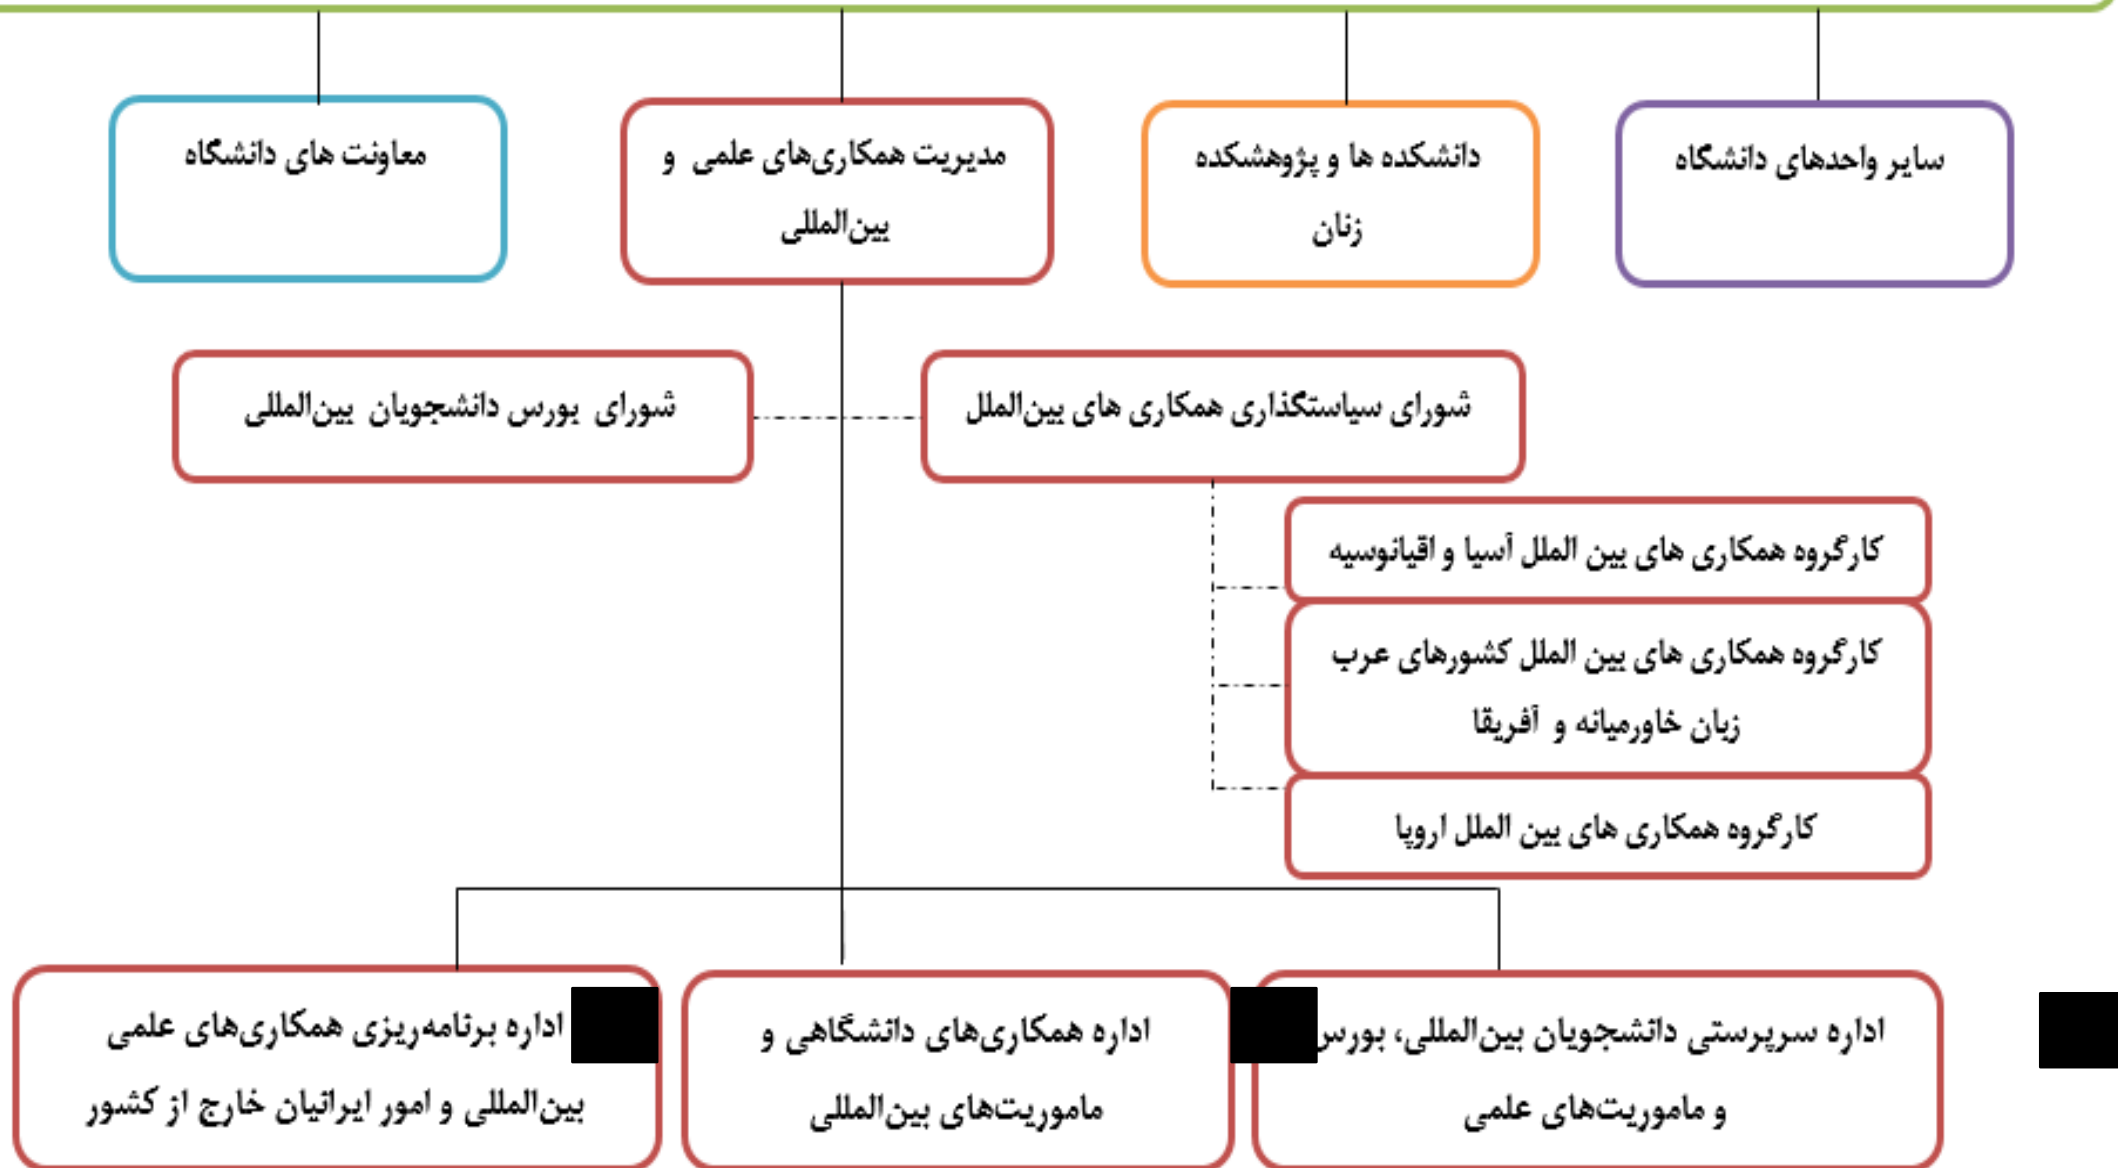 سایر واحدهای دانشگاه
دانشکده ها و پژوهشکده
زنان
مدیریت همکاری‌های علمی و
بین‌المللی
معاونت های دانشگاه
شورای سیاستگذاری همکاری های بین‌الملل
شورای بورس دانشجویان بین‌المللی
کارگروه همکاری های بین الملل آسیا و اقیانوسیه
کارگروه همکاری های بین الملل کشورهای عرب
زبان خاورمیانه و آفریقا
کارگروه همکاری های بین الملل اروپا
اداره سرپرستی دانشجویان بین‌المللی، بورس
و ماموریت‌های علمی
اداره همکاری‌های دانشگاهی و
ماموریت‌های بین‌المللی
اداره برنامه‌ریزی همکاری‌های علمی
بین‌المللی و امور ایرانیان خارج از کشور